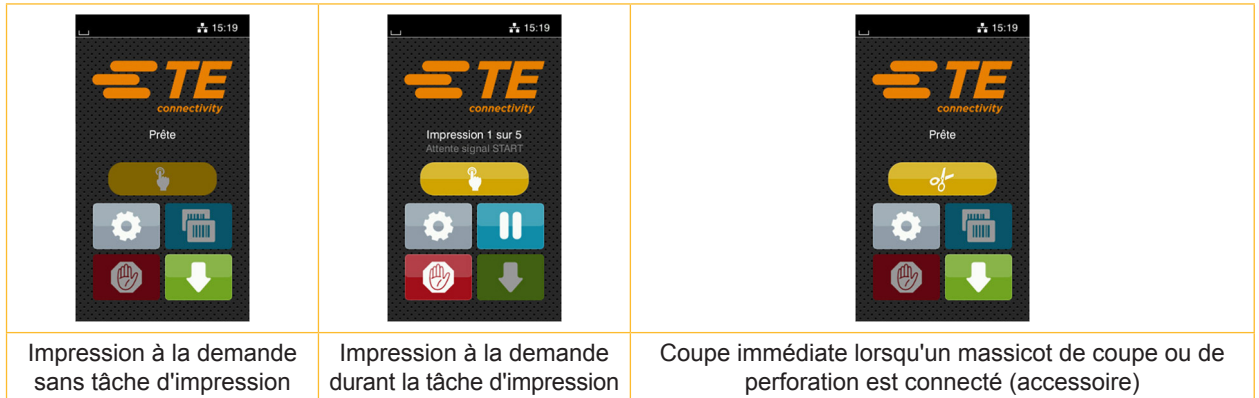 15:19
TE
connectivity
Prête
15:19
TE
connectivity
Impression 1 sur 5
Attente signal START
15:19
TE
connectivity
Prête
Impression à la demande
sans tâche d'impression
Impression à la demande
durant la tâche d'impression
Coupe immédiate lorsqu'un massicot de coupe ou de
perforation est connecté (accessoire)